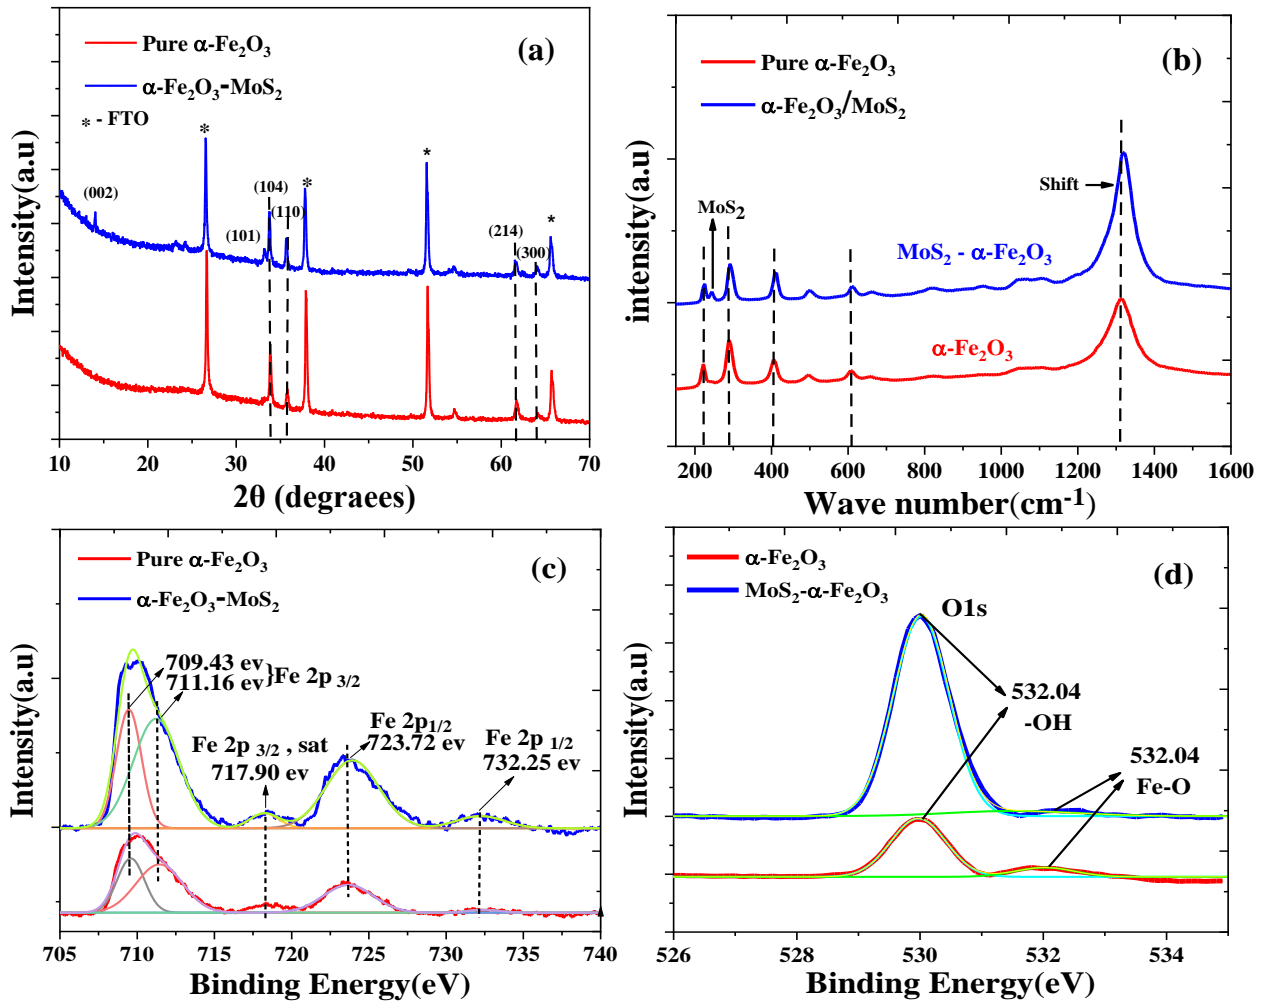 (a)
Pure α-Fe₂O₃
α-Fe₂O₃-MoS₂
* - FTO
*
*
*
*
(002)
(101)
(104)
(110)
(214)
(300)
Intensity(a.u)
10 20 30 40 50 60 70
2θ (degraees)
(b)
Pure α-Fe₂O₃
α-Fe₂O₃/MoS₂
Shift
MoS₂
MoS₂ - α-Fe₂O₃
α-Fe₂O₃
intensity(a.u)
200 400 600 800 1000 1200 1400 1600
Wave number(cm⁻¹)
(c)
Pure α-Fe₂O₃
α-Fe₂O₃-MoS₂
709.43 ev
711.16 ev
}Fe 2p 3/2
Fe 2p 3/2 , sat
717.90 ev
Fe 2p1/2
723.72 ev
Fe 2p 1/2
732.25 ev
Intensity(a.u)
705 710 715 720 725 730 735 740
Binding Energy(eV)
(d)
α-Fe₂O₃
MoS₂-α-Fe₂O₃
O1s
532.04
-OH
532.04
Fe-O
Intensity(a.u)
526 528 530 532 534
Binding Energy(eV)